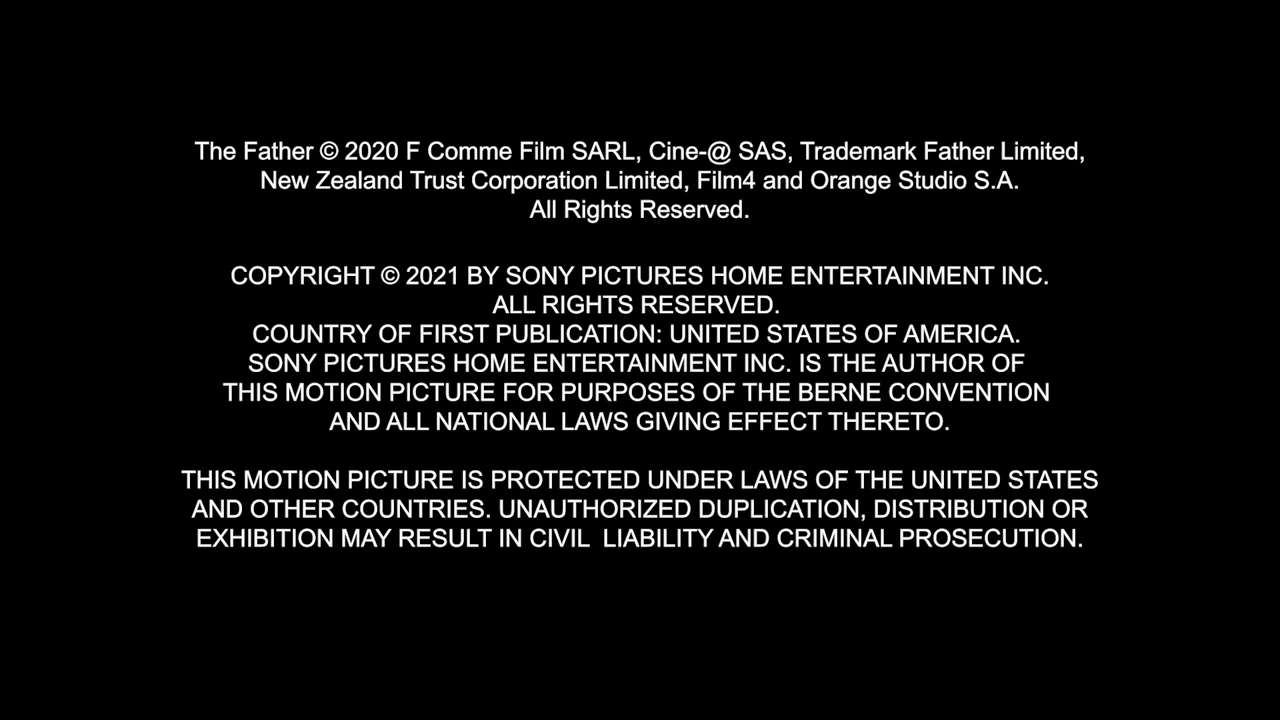 The Father © 2020 F Comme Film SARL, Cine-@ SAS, Trademark Father Limited,
New Zealand Trust Corporation Limited, Film4 and Orange Studio S.A.
All Rights Reserved.
COPYRIGHT © 2021 BY SONY PICTURES HOME ENTERTAINMENT INC.
ALL RIGHTS RESERVED.
COUNTRY OF FIRST PUBLICATION: UNITED STATES OF AMERICA.
SONY PICTURES HOME ENTERTAINMENT INC. IS THE AUTHOR OF
THIS MOTION PICTURE FOR PURPOSES OF THE BERNE CONVENTION
AND ALL NATIONAL LAWS GIVING EFFECT THERETO.
THIS MOTION PICTURE IS PROTECTED UNDER LAWS OF THE UNITED STATES
AND OTHER COUNTRIES. UNAUTHORIZED DUPLICATION, DISTRIBUTION OR
EXHIBITION MAY RESULT IN CIVIL  LIABILITY AND CRIMINAL PROSECUTION.